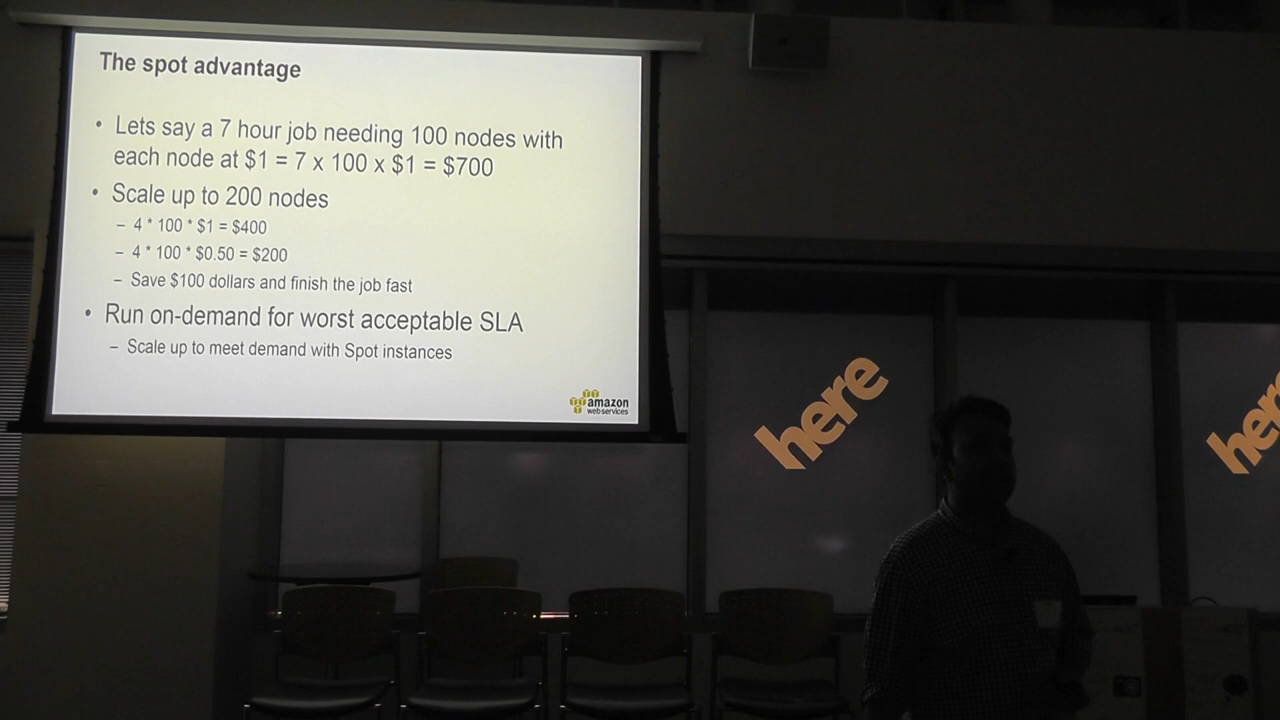 The spot advantage
• Lets say a 7 hour job needing 100 nodes with
each node at $1 = 7 x 100 x $1 = $700
• Scale up to 200 nodes
– 4 * 100 * $1 = $400
– 4 * 100 * $0.50 = $200
– Save $100 dollars and finish the job fast
• Run on-demand for worst acceptable SLA
– Scale up to meet demand with Spot instances
amazon
web services
here
here